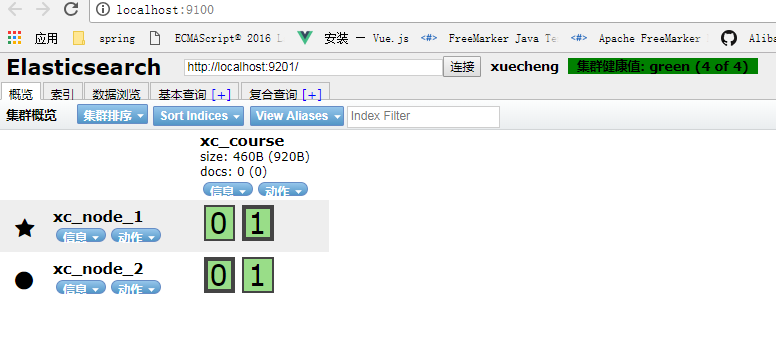 localhost:9100
应用 spring ECMAScript® 2016 L 安装 — Vue.js FreeMarker Java Te Apache FreeMarker Alib
Elasticsearch http://localhost:9201/ 连接 xuecheng 集群健康值: green (4 of 4)
概览 索引 数据浏览 基本查询 [+] 复合查询 [+]
集群概览 集群排序 Sort Indices View Aliases Index Filter
xc_course
size: 460B (920B)
docs: 0 (0)
信息 动作
xc_node_1 0 1
信息 动作
xc_node_2 0 1
信息 动作